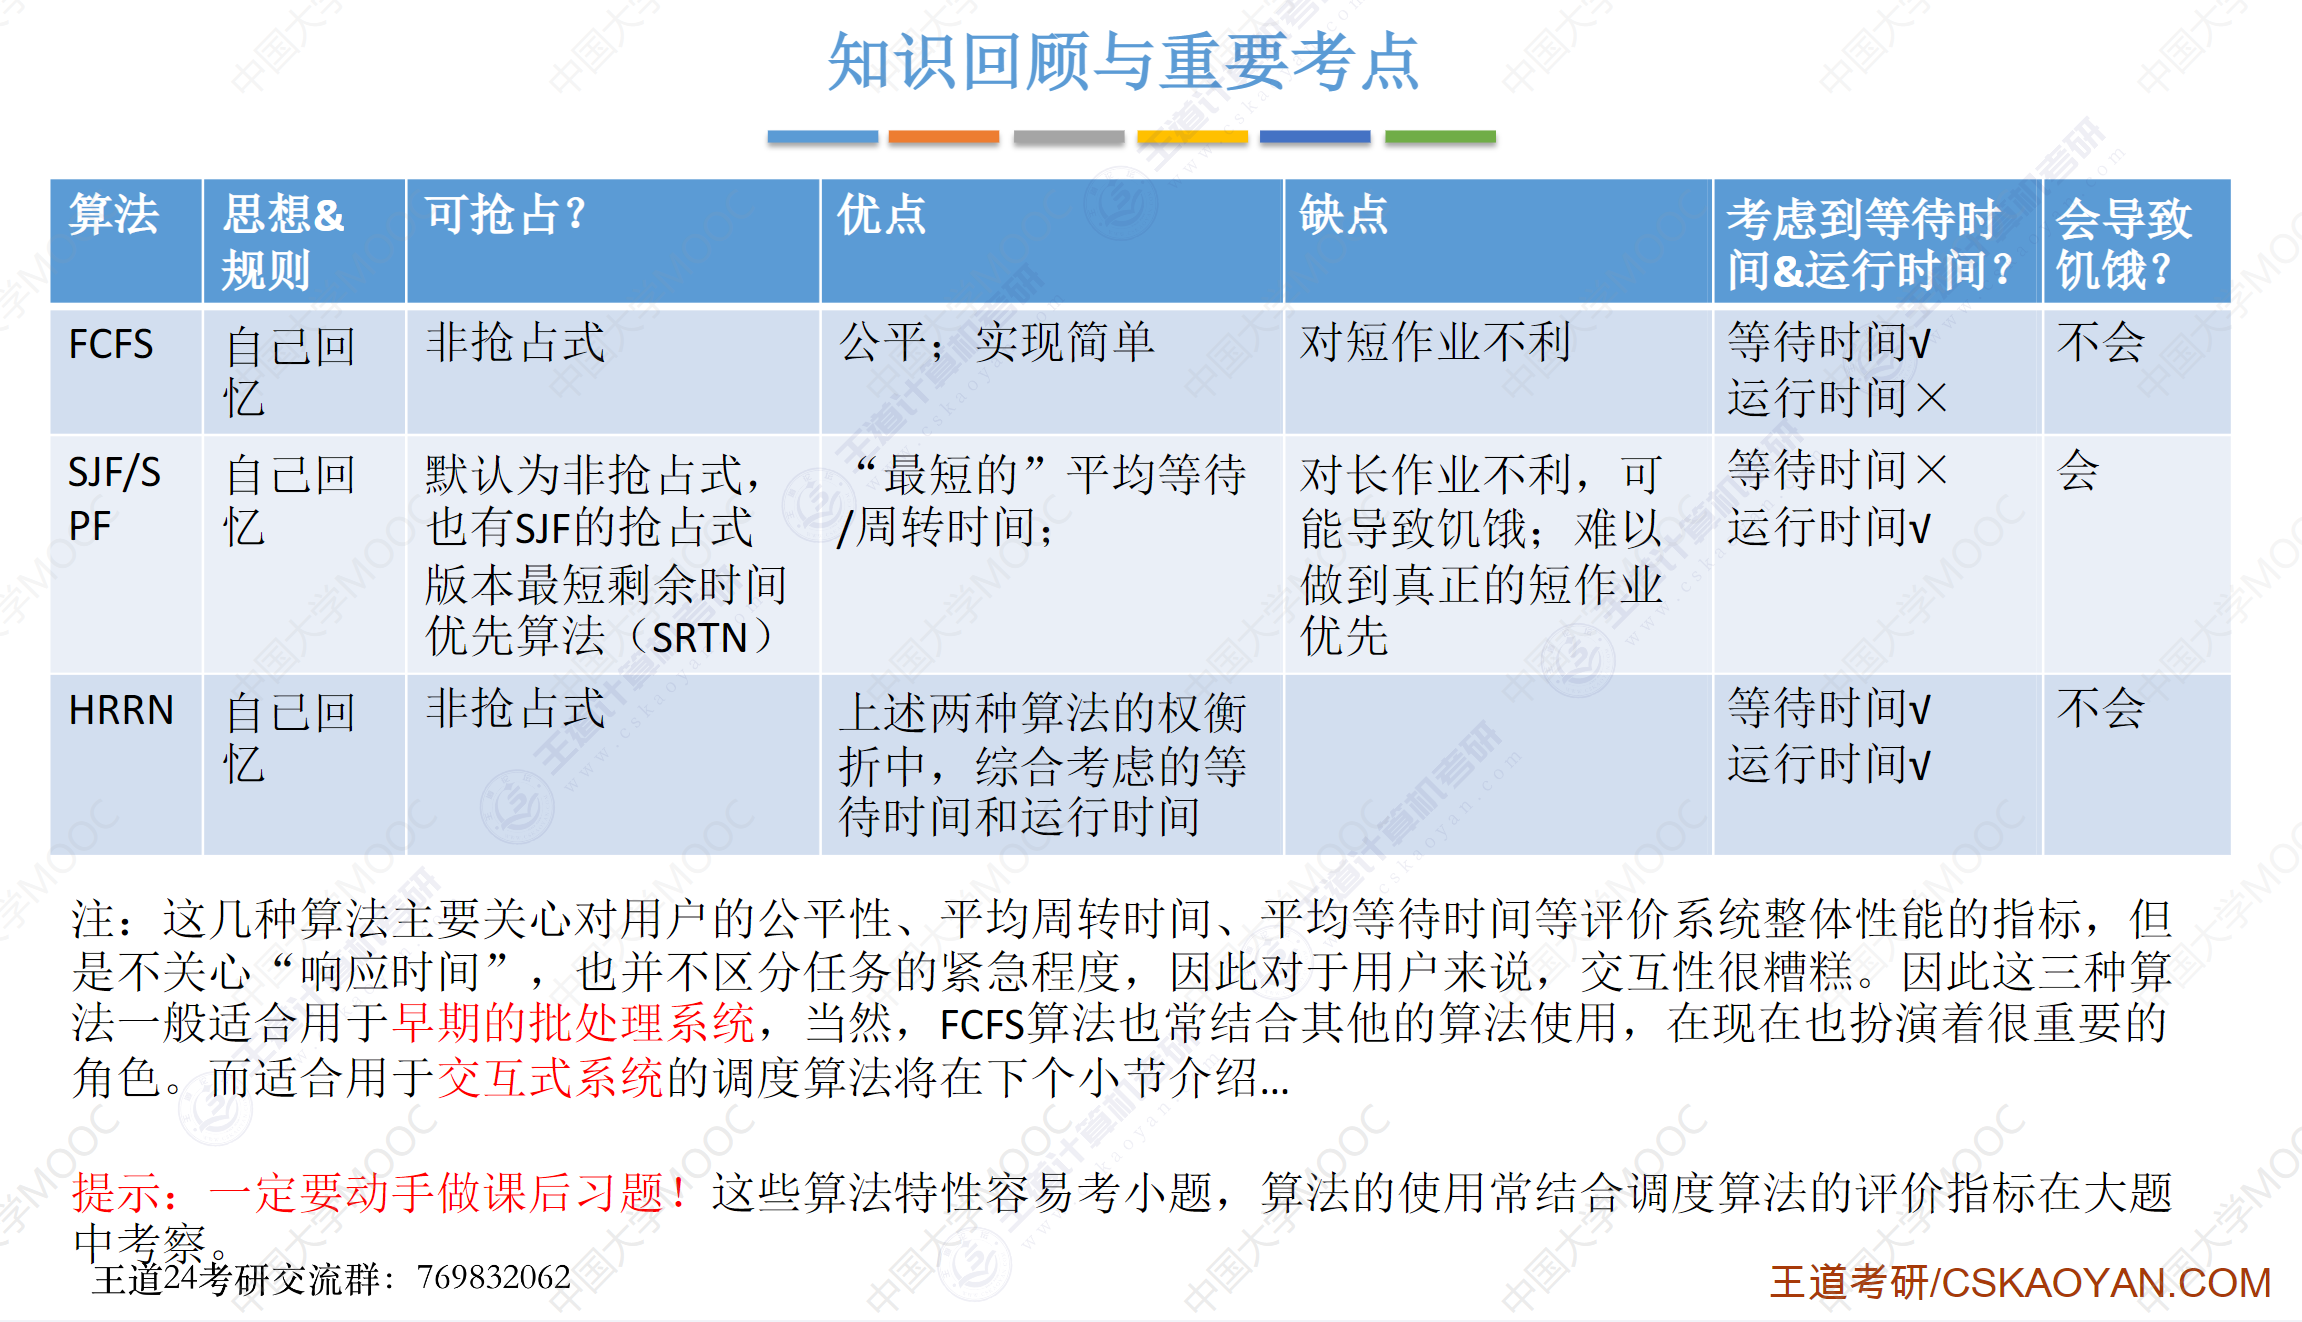 知识回顾与重要考点
算法
思想&
规则
可抢占？
优点
缺点
考虑到等待时
间&运行时间？
会导致
饥饿？
FCFS
自己回
忆
非抢占式
公平；实现简单
对短作业不利
等待时间√
运行时间×
不会
SJF/S
PF
自己回
忆
默认为非抢占式，
也有SJF的抢占式
版本最短剩余时间
优先算法（SRTN）
“最短的”平均等待
/周转时间；
对长作业不利，可
能导致饥饿；难以
做到真正的短作业
优先
等待时间×
运行时间√
会
HRRN
自己回
忆
非抢占式
上述两种算法的权衡
折中，综合考虑的等
待时间和运行时间
等待时间√
运行时间√
不会
注：这几种算法主要关心对用户的公平性、平均周转时间、平均等待时间等评价系统整体性能的指标，但
是不关心“响应时间”，也并不区分任务的紧急程度，因此对于用户来说，交互性很糟糕。因此这三种算
法一般适合用于早期的批处理系统，当然，FCFS算法也常结合其他的算法使用，在现在也扮演着很重要的
角色。而适合用于交互式系统的调度算法将在下个小节介绍...
提示：一定要动手做课后习题！这些算法特性容易考小题，算法的使用常结合调度算法的评价指标在大题
中考察。
王道24考研交流群：769832062
王道考研/CSKAOYAN.COM
中国大学MOOC
王道计算机考研
www.cskaoyan.com